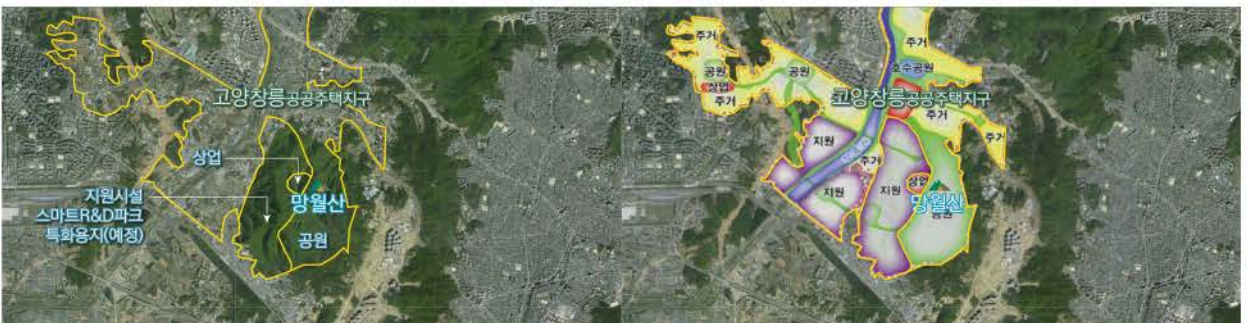 고양창릉공공주택지구
상업
지원시설
스마트R&D파크
특화용지(예정)
망월산
공원
주거
주거
공원
공원
호수공원
상업
주거
고양창릉공공주택지구
주거
주거
지원
주거
지원
지원
상업
망월산
공원